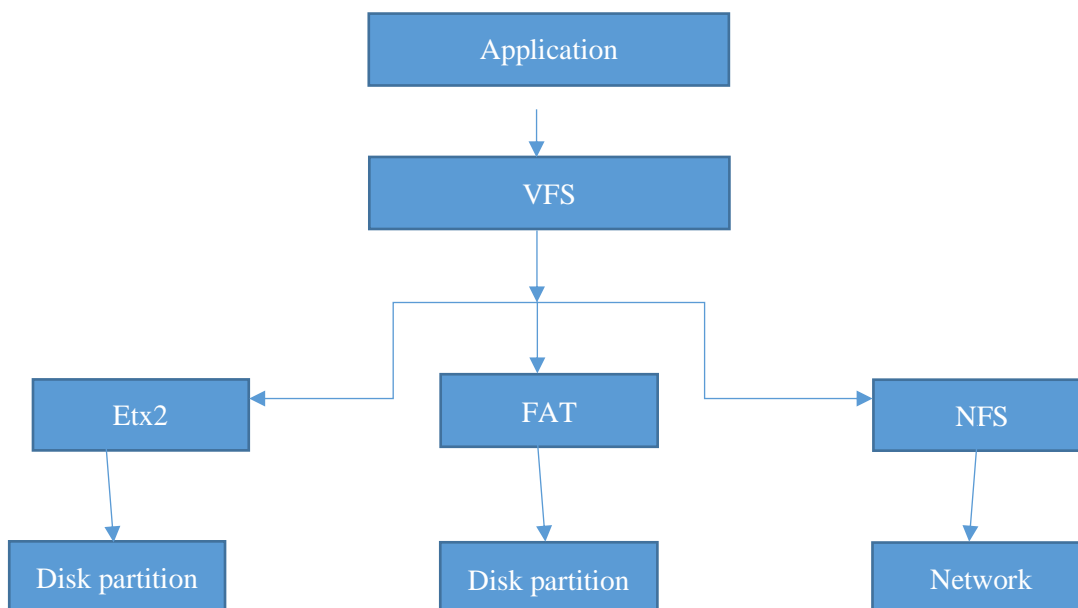 Application
VFS
Etx2
FAT
NFS
Disk partition
Disk partition
Network